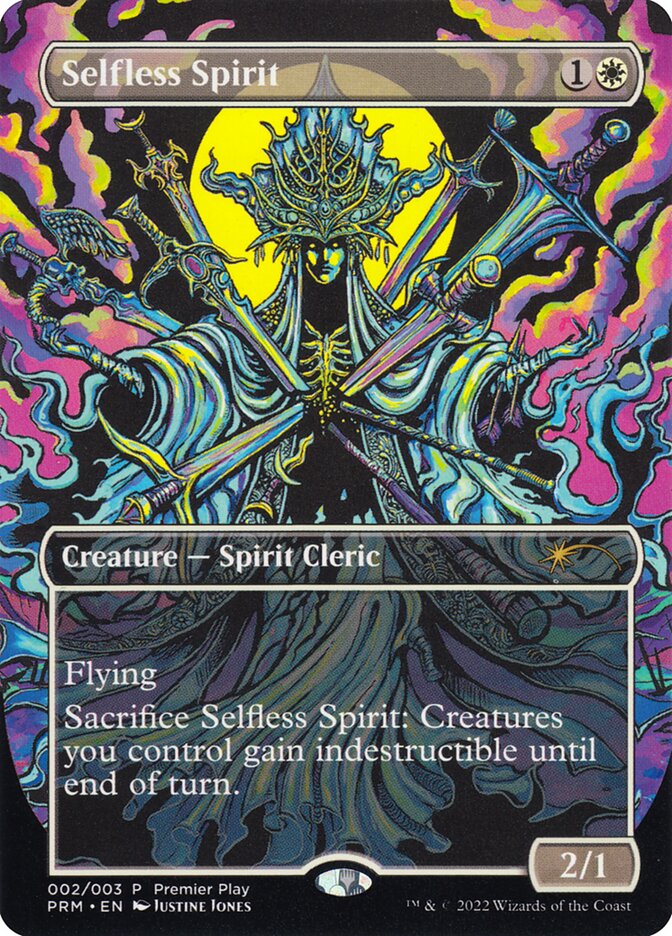 Selfless Spirit 1
Creature — Spirit Cleric
Flying
Sacrifice Selfless Spirit: Creatures
you control gain indestructible until
end of turn.
2/1
002/003 P Premier Play
PRM • EN Justine Jones
™ & © 2022 Wizards of the Coast